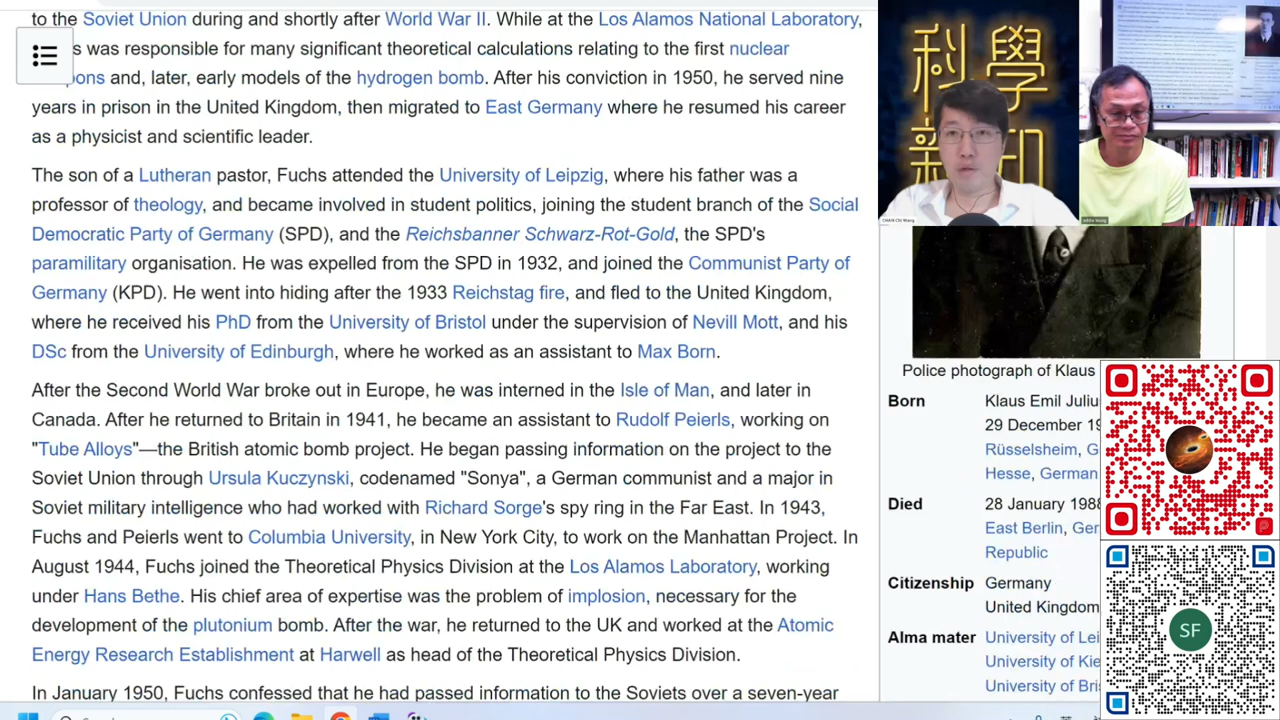 to the Soviet Union during and shortly after World War II. While at the Los Alamos National Laboratory,
was responsible for many significant theoretical calculations relating to the first nuclear
and, later, early models of the hydrogen bomb. After his conviction in 1950, he served nine
years in prison in the United Kingdom, then migrated to East Germany where he resumed his career
as a physicist and scientific leader.
The son of a Lutheran pastor, Fuchs attended the University of Leipzig, where his father was a
professor of theology, and became involved in student politics, joining the student branch of the Social
Democratic Party of Germany (SPD), and the Reichsbanner Schwarz-Rot-Gold, the SPD's
paramilitary organisation. He was expelled from the SPD in 1932, and joined the Communist Party of
Germany (KPD). He went into hiding after the 1933 Reichstag fire, and fled to the United Kingdom,
where he received his PhD from the University of Bristol under the supervision of Nevill Mott, and his
DSc from the University of Edinburgh, where he worked as an assistant to Max Born.
After the Second World War broke out in Europe, he was interned in the Isle of Man, and later in
Canada. After he returned to Britain in 1941, he became an assistant to Rudolf Peierls, working on
"Tube Alloys"—the British atomic bomb project. He began passing information on the project to the
Soviet Union through Ursula Kuczynski, codenamed "Sonya", a German communist and a major in
Soviet military intelligence who had worked with Richard Sorge's spy ring in the Far East. In 1943,
Fuchs and Peierls went to Columbia University, in New York City, to work on the Manhattan Project. In
August 1944, Fuchs joined the Theoretical Physics Division at the Los Alamos Laboratory, working
under Hans Bethe. His chief area of expertise was the problem of implosion, necessary for the
development of the plutonium bomb. After the war, he returned to the UK and worked at the Atomic
Energy Research Establishment at Harwell as head of the Theoretical Physics Division.
In January 1950, Fuchs confessed that he had passed information to the Soviets over a seven-year
科學
新知
CHAN Chi Wang
eddie leung
Police photograph of Klaus
Born
Klaus Emil Juliu
29 December 19
Rüsselsheim, G
Hesse, German
Died
28 January 1988
East Berlin, Ger
Republic
Citizenship
Germany
United Kingdom
Alma mater
University of Lei
University of Kie
University of Bris
SF